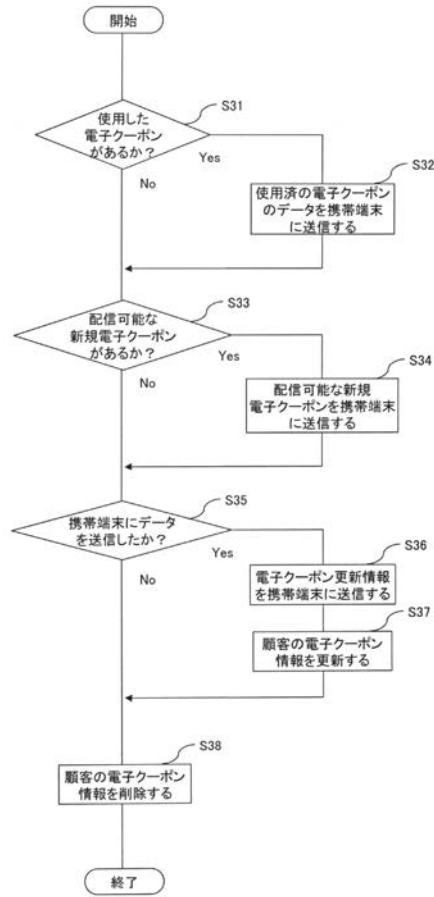 開始
S31
使用した
電子クーポン
があるか？
Yes
No
S32
使用済の電子クーポン
のデータを携帯端末
に送信する
S33
配信可能な
新規電子クーポン
があるか？
Yes
No
S34
配信可能な新規
電子クーポンを携帯端末
に送信する
S35
携帯端末にデータ
を送信したか？
Yes
No
S36
電子クーポン更新情報
を携帯端末に送信する
S37
顧客の電子クーポン
情報を更新する
S38
顧客の電子クーポン
情報を削除する
終了